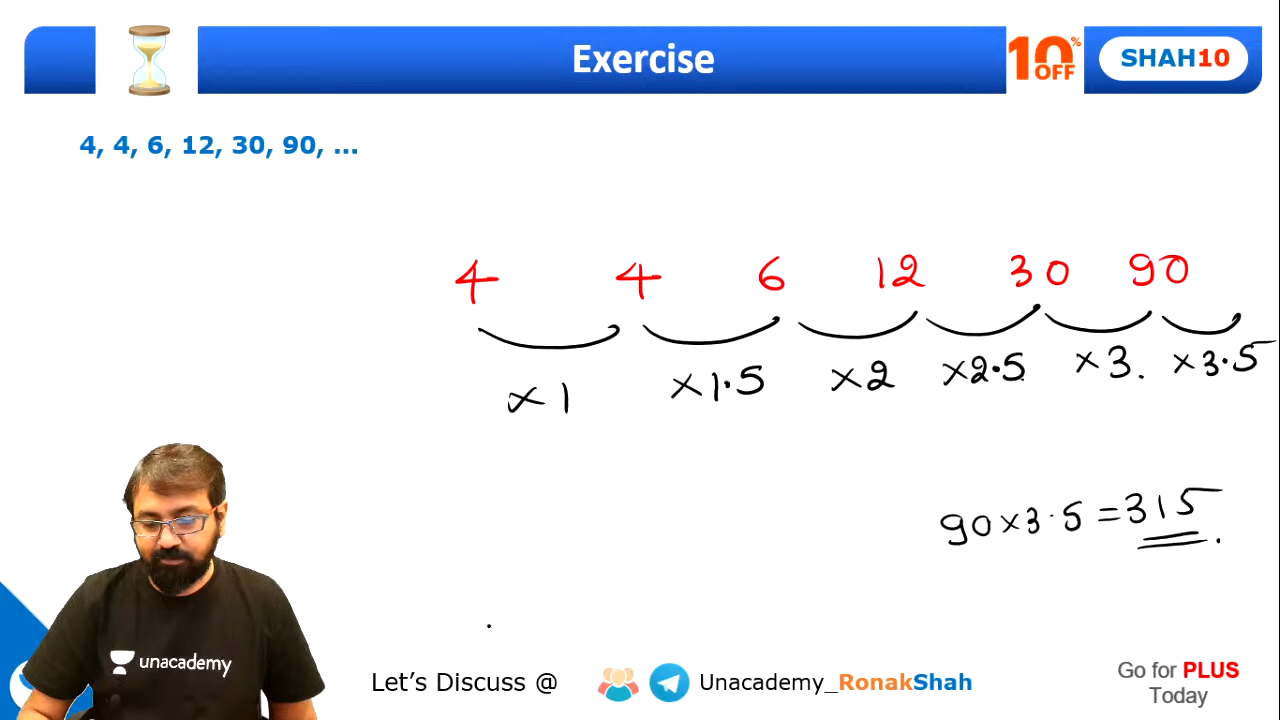 Exercise
10% OFF
SHAH10
4, 4, 6, 12, 30, 90, ...
4 4 6 12 30 90
×1 ×1.5 ×2 ×2.5 ×3. ×3.5
90×3.5=315.
unacademy
Let’s Discuss @ Unacademy_RonakShah
Go for PLUS
Today